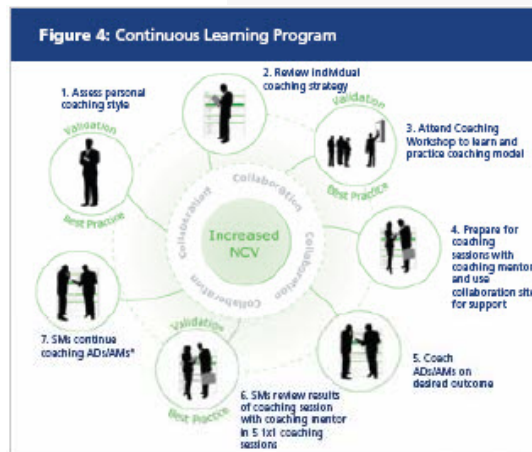 Figure 4: Continuous Learning Program
1. Assess personal
coaching style
Validation
Best Practice
2. Review individual
coaching strategy
Validation
Best Practice
3. Attend Coaching
Workshop to learn and
practice coaching model
Collaboration
Collaboration
Collaboration
Collaboration
Collaboration
Increased
NCV
4. Prepare for
coaching
sessions with
coaching mentor
and use
collaboration site
for support
5. Coach
ADs/AMs on
desired outcome
Validation
Best Practice
6. SMs review results
of coaching session
with coaching mentor
in 5 1x1 coaching
sessions
7. SMs continue
coaching ADs/AMs*